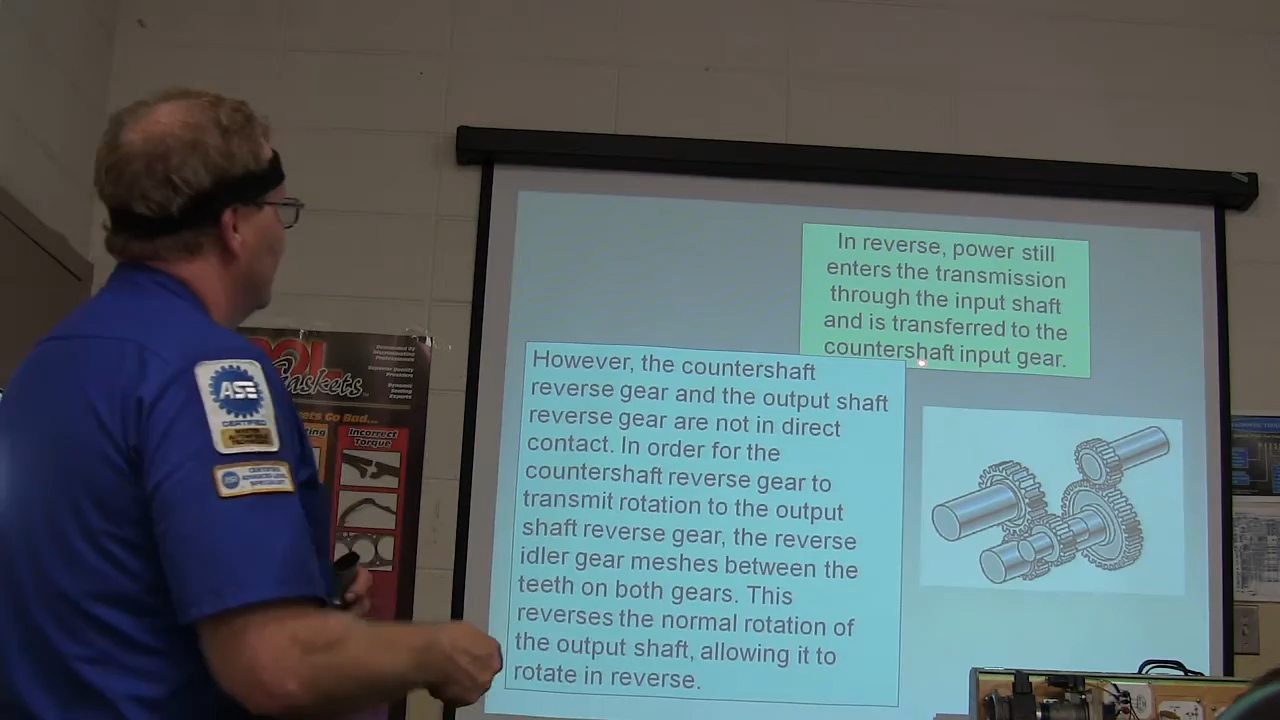 In reverse, power still
enters the transmission
through the input shaft
and is transferred to the
countershaft input gear.
However, the countershaft
reverse gear and the output shaft
reverse gear are not in direct
contact. In order for the
countershaft reverse gear to
transmit rotation to the output
shaft reverse gear, the reverse
idler gear meshes between the
teeth on both gears. This
reverses the normal rotation of
the output shaft, allowing it to
rotate in reverse.
ASE
CERTIFIED
Gaskets
Incorrect
Torque